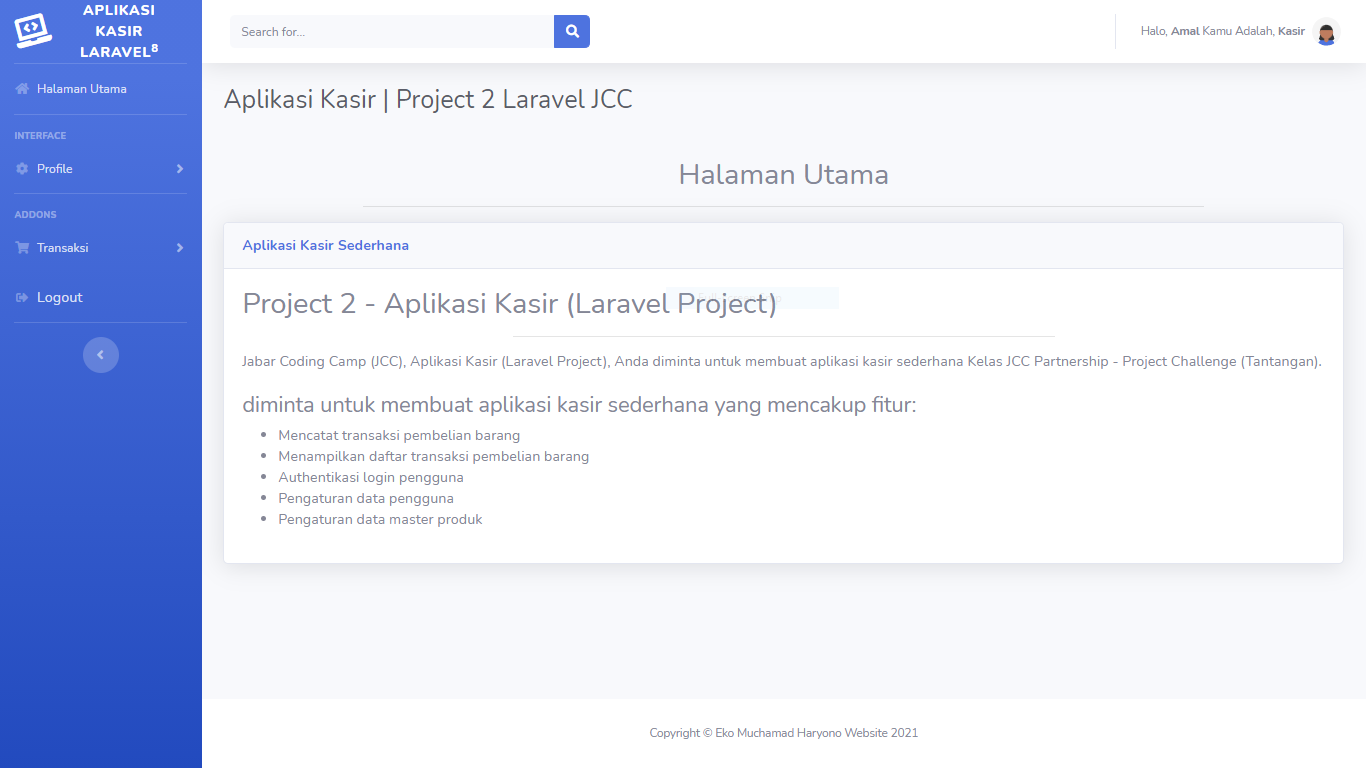 APLIKASI
KASIR
LARAVEL8
Search for...
Halo, Amal Kamu Adalah, Kasir
Halaman Utama
INTERFACE
Profile
ADDONS
Transaksi
Logout
Aplikasi Kasir | Project 2 Laravel JCC
Halaman Utama
Aplikasi Kasir Sederhana
Project 2 - Aplikasi Kasir (Laravel Project)
Jabar Coding Camp (JCC), Aplikasi Kasir (Laravel Project), Anda diminta untuk membuat aplikasi kasir sederhana Kelas JCC Partnership - Project Challenge (Tantangan).
diminta untuk membuat aplikasi kasir sederhana yang mencakup fitur:
Mencatat transaksi pembelian barang
Menampilkan daftar transaksi pembelian barang
Authentikasi login pengguna
Pengaturan data pengguna
Pengaturan data master produk
Copyright © Eko Muchamad Haryono Website 2021